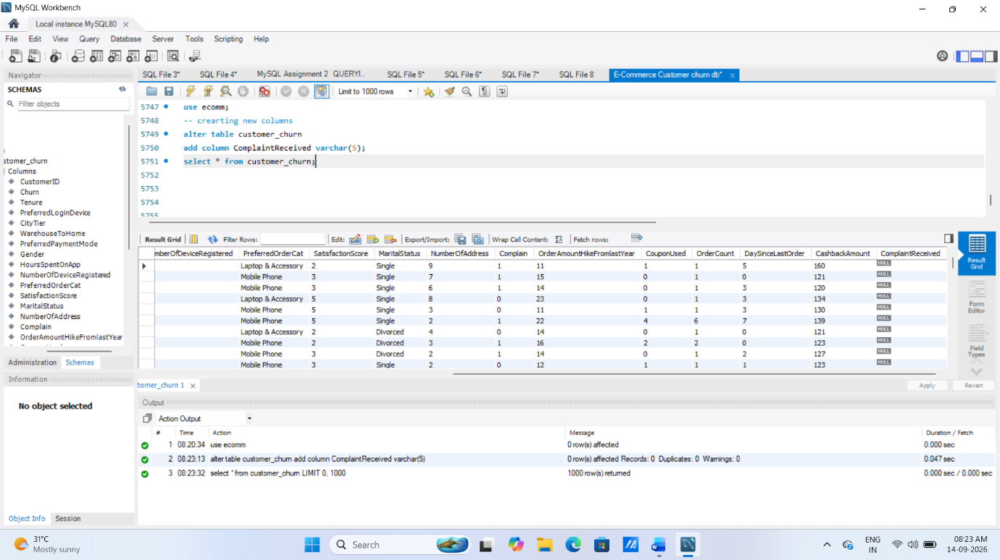 MySQL Workbench
Local instance MySQL80
File Edit View Query Database Server Tools Scripting Help
Navigator
SCHEMAS
Filter objects
stomer_churn
Columns
CustomerID
Churn
Tenure
PreferredLoginDevice
CityTier
WarehouseToHome
PreferredPaymentMode
Gender
HoursSpentOnApp
NumberOfDeviceRegistered
PreferredOrderCat
SatisfactionScore
MaritalStatus
NumberOfAddress
Complain
OrderAmountHikeFromlastYear
Administration Schemas
Information
No object selected
Object Info Session
SQL File 3* SQL File 4* MySQL Assignment 2 QUERYI... SQL File 5* SQL File 6* SQL File 7* SQL File 8 E-Commerce Customer churn db*
Limit to 1000 rows
5747 use ecomm;
5748 -- crearting new columns
5749 alter table customer_churn
5750 add column ComplaintReceived varchar(5);
5751 select * from customer_churn;
5752
5753
5754
5755
Result Grid Filter Rows: Edit: Export/Import: Wrap Cell Content: Fetch rows:
mberOfDeviceRegistered PreferredOrderCat SatisfactionScore MaritalStatus NumberOfAddress Complain OrderAmountHikeFromlastYear CouponUsed OrderCount DaySinceLastOrder CashbackAmount ComplaintReceived
Laptop & Accessory 2 Single 9 1 11 1 1 5 160 NULL
Mobile Phone 3 Single 7 1 15 0 1 0 121 NULL
Mobile Phone 3 Single 6 1 14 0 1 3 120 NULL
Laptop & Accessory 5 Single 8 0 23 0 1 3 134 NULL
Mobile Phone 5 Single 3 0 11 1 1 3 130 NULL
Mobile Phone 5 Single 2 1 22 4 6 7 139 NULL
Laptop & Accessory 2 Divorced 4 0 14 0 1 0 121 NULL
Mobile Phone 2 Divorced 3 1 16 2 2 0 123 NULL
Mobile Phone 3 Divorced 2 1 14 0 1 2 127 NULL
Mobile Phone 3 Single 2 0 12 1 1 1 123 NULL
Result Grid
Form Editor
Field Types
tomer_churn 1
Apply Revert
Output
Action Output
# Time Action Message Duration / Fetch
1 08:20:34 use ecomm 0 row(s) affected 0.000 sec
2 08:23:13 alter table customer_churn add column ComplaintReceived varchar(5) 0 row(s) affected Records: 0 Duplicates: 0 Warnings: 0 0.047 sec
3 08:23:32 select * from customer_churn LIMIT 0, 1000 1000 row(s) returned 0.000 sec / 0.000 sec
31°C
Mostly sunny
Search
ENG
IN
08:23 AM
14-09-2026